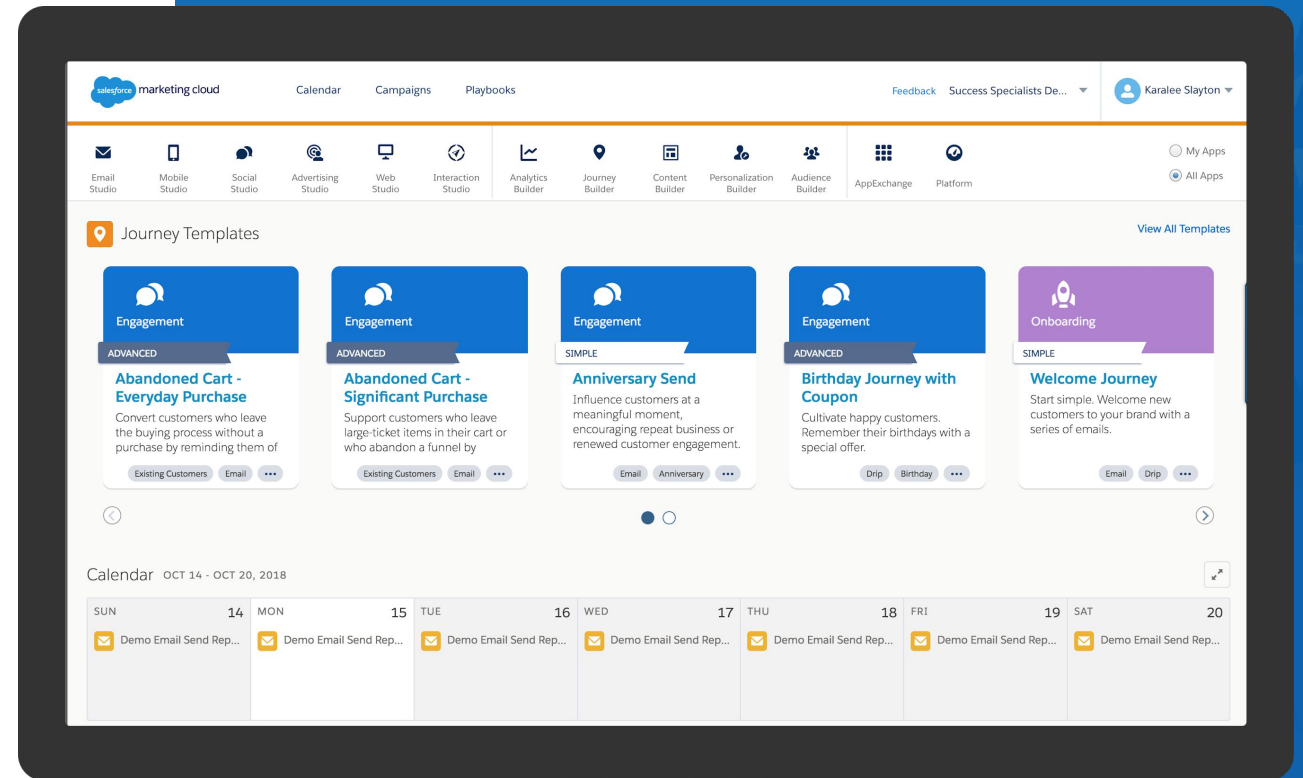 salesforce marketing cloud
Calendar
Campaigns
Playbooks
Feedback
Success Specialists De...
Karalee Slayton
Email
Studio
Mobile
Studio
Social
Studio
Advertising
Studio
Web
Studio
Interaction
Studio
Analytics
Builder
Journey
Builder
Content
Builder
Personalization
Builder
Audience
Builder
AppExchange
Platform
My Apps
All Apps
Journey Templates
View All Templates
Engagement
ADVANCED
Abandoned Cart -
Everyday Purchase
Convert customers who leave
the buying process without a
purchase by reminding them of
Existing Customers
Email
•••
Engagement
ADVANCED
Abandoned Cart -
Significant Purchase
Support customers who leave
large-ticket items in their cart or
who abandon a funnel by
Existing Customers
Email
•••
Engagement
SIMPLE
Anniversary Send
Influence customers at a
meaningful moment,
encouraging repeat business or
renewed customer engagement.
Email
Anniversary
•••
Engagement
ADVANCED
Birthday Journey with
Coupon
Cultivate happy customers.
Remember their birthdays with a
special offer.
Drip
Birthday
•••
Onboarding
SIMPLE
Welcome Journey
Start simple. Welcome new
customers to your brand with a
series of emails.
Email
Drip
•••
Calendar OCT 14 - OCT 20, 2018
SUN 14
Demo Email Send Rep...
MON 15
Demo Email Send Rep...
TUE 16
Demo Email Send Rep...
WED 17
Demo Email Send Rep...
THU 18
Demo Email Send Rep...
FRI 19
Demo Email Send Rep...
SAT 20
Demo Email Send Rep...